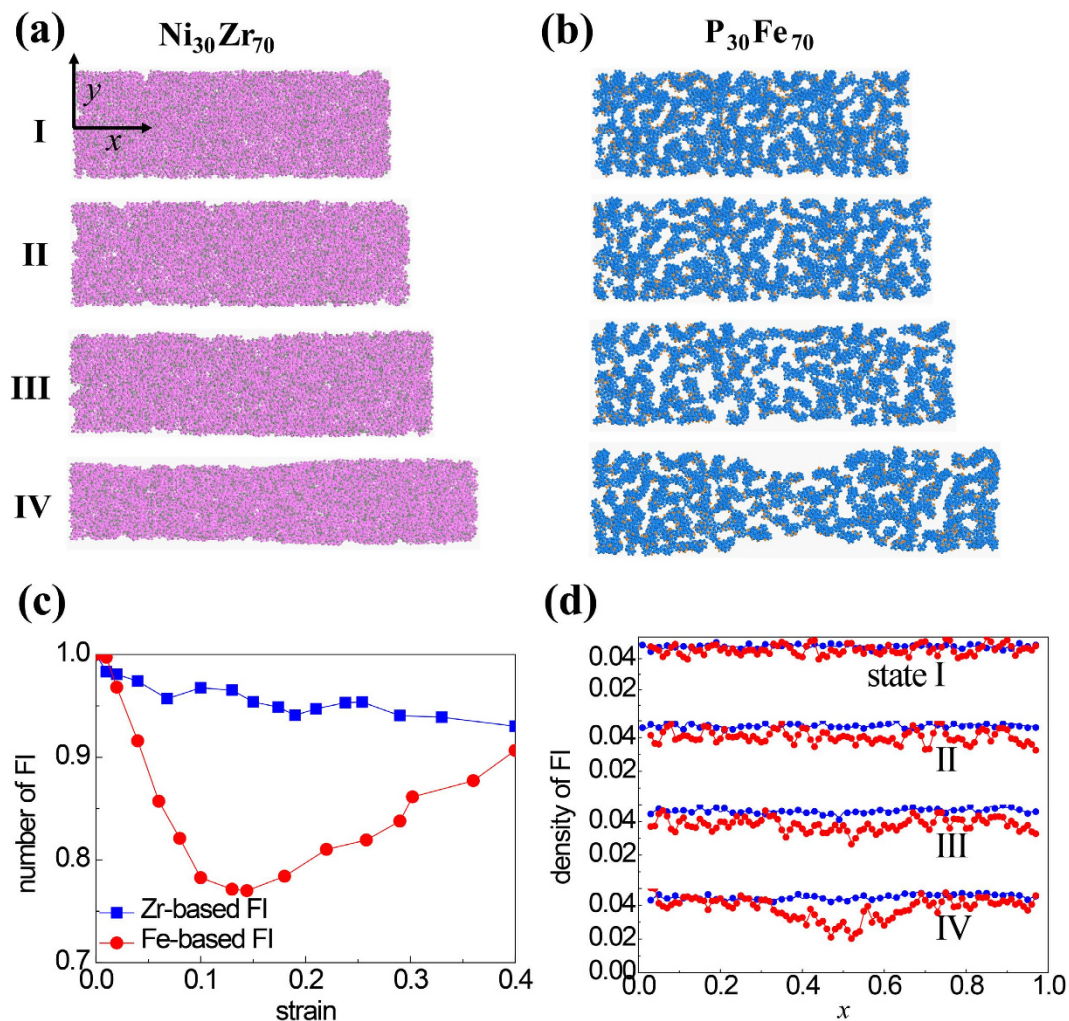 (a)
Ni30Zr70
(b)
P30Fe70
y
x
I
II
III
IV
(c)
number of FI
1.0
0.9
0.8
0.7
Zr-based FI
Fe-based FI
0.0 0.1 0.2 0.3 0.4
strain
(d)
density of FI
0.04
0.02
state I
0.04
0.02
II
0.04
0.02
III
0.04
0.02
0.00
IV
0.0 0.2 0.4 0.6 0.8 1.0
x